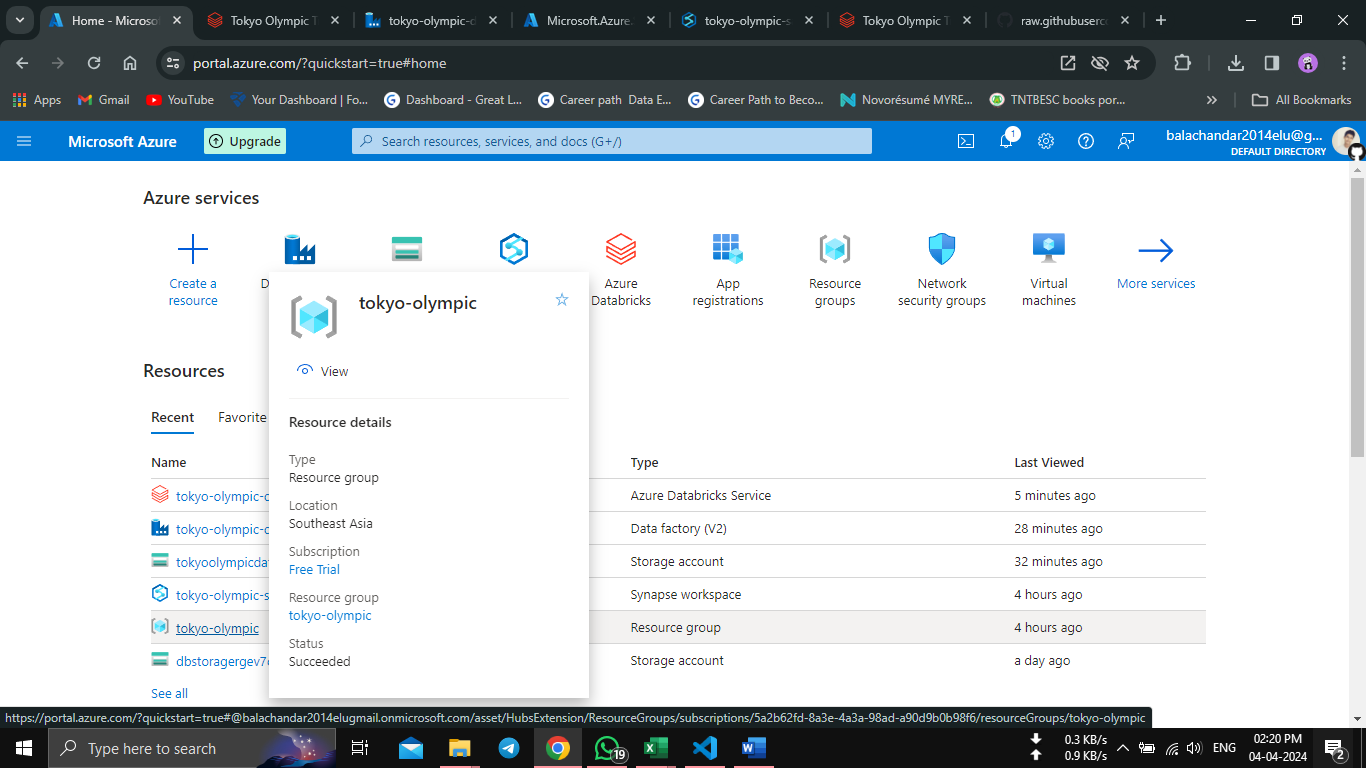 Home - Microsoft
Tokyo Olympic T
tokyo-olympic-d
Microsoft.Azure.
tokyo-olympic-s
Tokyo Olympic T
raw.githubuserco
portal.azure.com/?quickstart=true#home
Apps
Gmail
YouTube
Your Dashboard | Fo...
Dashboard - Great L...
Career path Data E...
Career Path to Beco...
Novorésumé MYRE...
TNTBESC books por...
All Bookmarks
Microsoft Azure
Upgrade
Search resources, services, and docs (G+/)
1
balachandar2014elu@g...
DEFAULT DIRECTORY
Azure services
Create a
resource
D
Azure
Databricks
App
registrations
Resource
groups
Network
security groups
Virtual
machines
More services
tokyo-olympic
View
Resource details
Type
Resource group
Location
Southeast Asia
Subscription
Free Trial
Resource group
tokyo-olympic
Status
Succeeded
Resources
Recent
Favorite
Name
Type
Last Viewed
tokyo-olympic-d
Azure Databricks Service
5 minutes ago
tokyo-olympic-d
Data factory (V2)
28 minutes ago
tokyoolympicdat
Storage account
32 minutes ago
tokyo-olympic-s
Synapse workspace
4 hours ago
tokyo-olympic
Resource group
4 hours ago
dbstoragergev7c
Storage account
a day ago
See all
https://portal.azure.com/?quickstart=true#@balachandar2014elugmail.onmicrosoft.com/asset/HubsExtension/ResourceGroups/subscriptions/5a2b62fd-8a3e-4a3a-98ad-a90d9b0b98f6/resourceGroups/tokyo-olympic
Type here to search
19
0.3 KB/s
0.9 KB/s
ENG
02:20 PM
04-04-2024
2